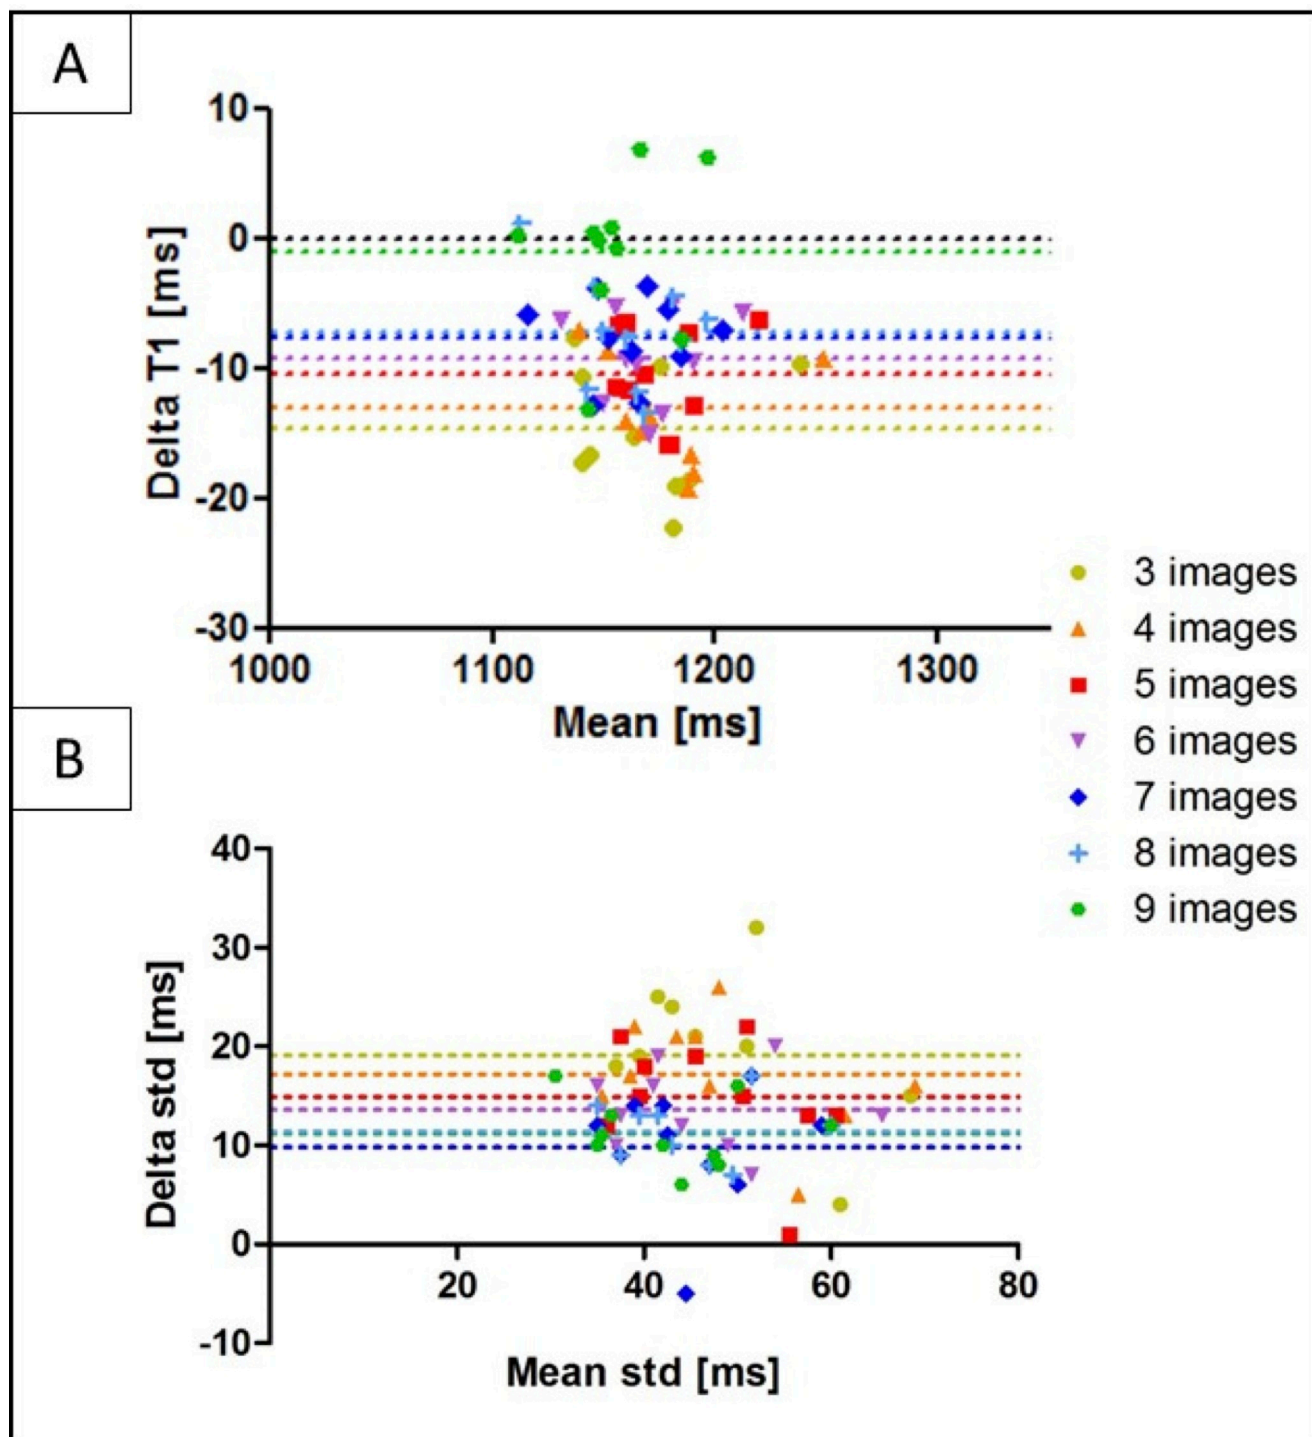 A
10
0
-10
-20
-30
Delta T1 [ms]
1000 1100 1200 1300
Mean [ms]
3 images
4 images
5 images
6 images
7 images
8 images
9 images
B
40
30
20
10
0
-10
Delta std [ms]
20 40 60 80
Mean std [ms]